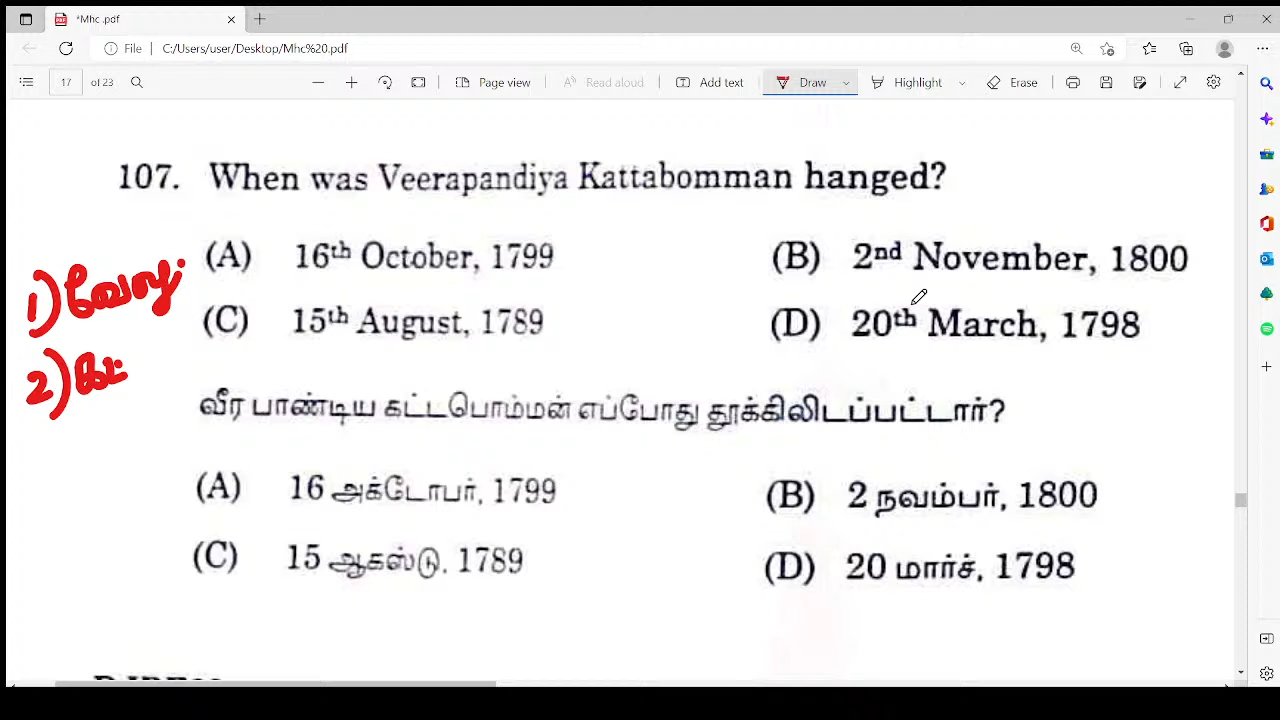 *Mhc .pdf
File C:/Users/user/Desktop/Mhc%20.pdf
17 of 23 Page view Read aloud Add text Draw Highlight Erase
107. When was Veerapandiya Kattabomman hanged?
(A) 16th October, 1799 (B) 2nd November, 1800
1) வேலு
(C) 15th August, 1789 (D) 20th March, 1798
2) கட்
வீர பாண்டிய கட்டபொம்மன் எப்போது தூக்கிலிடப்பட்டார்?
(A) 16 அக்டோபர், 1799 (B) 2 நவம்பர், 1800
(C) 15 ஆகஸ்டு, 1789 (D) 20 மார்ச், 1798